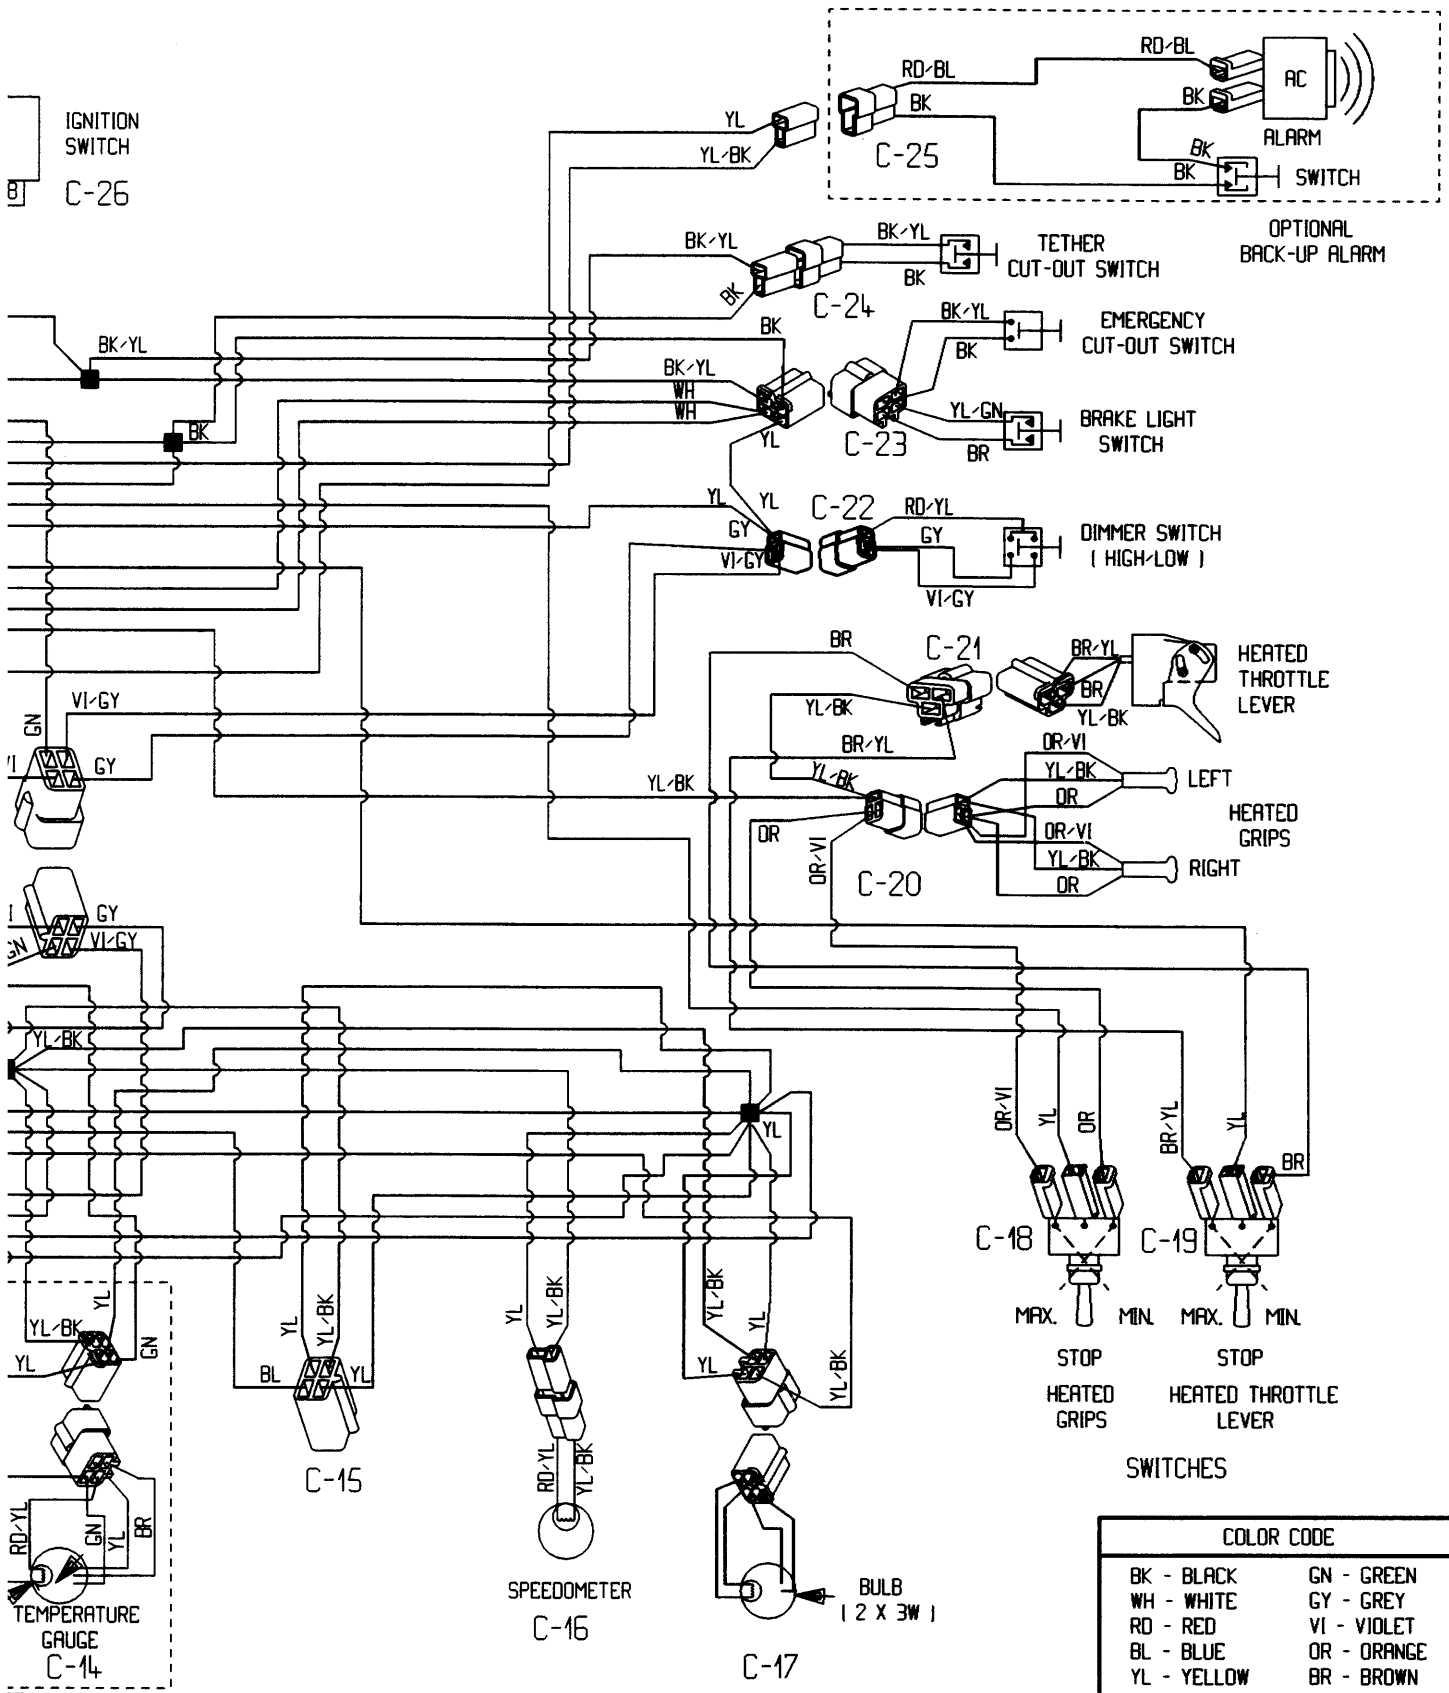 IGNITION
SWITCH
C-26
YL
YL/BK
RD/BL
BK
C-25
RD/BL
BK
AC
ALARM
BK
BK
SWITCH
OPTIONAL
BACK-UP ALARM
BK/YL
BK
BK/YL
BK
C-24
TETHER
CUT-OUT SWITCH
BK/YL
BK
BK
BK/YL
WH
WH
YL
C-23
BK/YL
BK
EMERGENCY
CUT-OUT SWITCH
YL/GN
BR
BRAKE LIGHT
SWITCH
YL
YL
GY
VI/GY
C-22
RD/YL
GY
VI/GY
DIMMER SWITCH
( HIGH/LOW )
BR
YL/BK
BR/YL
C-21
BR/YL
BR
YL/BK
HEATED
THROTTLE
LEVER
GN
VI/GY
GY
YL/BK
YL/BK
OR
OR/VI
C-20
OR/VI
YL/BK
OR
LEFT
HEATED
GRIPS
OR/VI
YL/BK
OR
RIGHT
GY
VI/GY
GN
YL/BK
YL
OR/VI
YL
OR
BR/YL
YL
BR
C-18
C-19
MAX.
MIN.
MAX.
MIN.
STOP
STOP
HEATED
GRIPS
HEATED THROTTLE
LEVER
SWITCHES
YL/BK
YL
YL
GN
BL
YL
YL/BK
YL
C-15
YL
YL/BK
RD/YL
YL/BK
SPEEDOMETER
C-16
YL/BK
YL
YL
YL/BK
BULB
( 2 X 3W )
C-17
RD/YL
GN
YL
BR
TEMPERATURE
GAUGE
C-14
COLOR CODE
BK - BLACK GN - GREEN
WH - WHITE GY - GREY
RD - RED VI - VIOLET
BL - BLUE OR - ORANGE
YL - YELLOW BR - BROWN